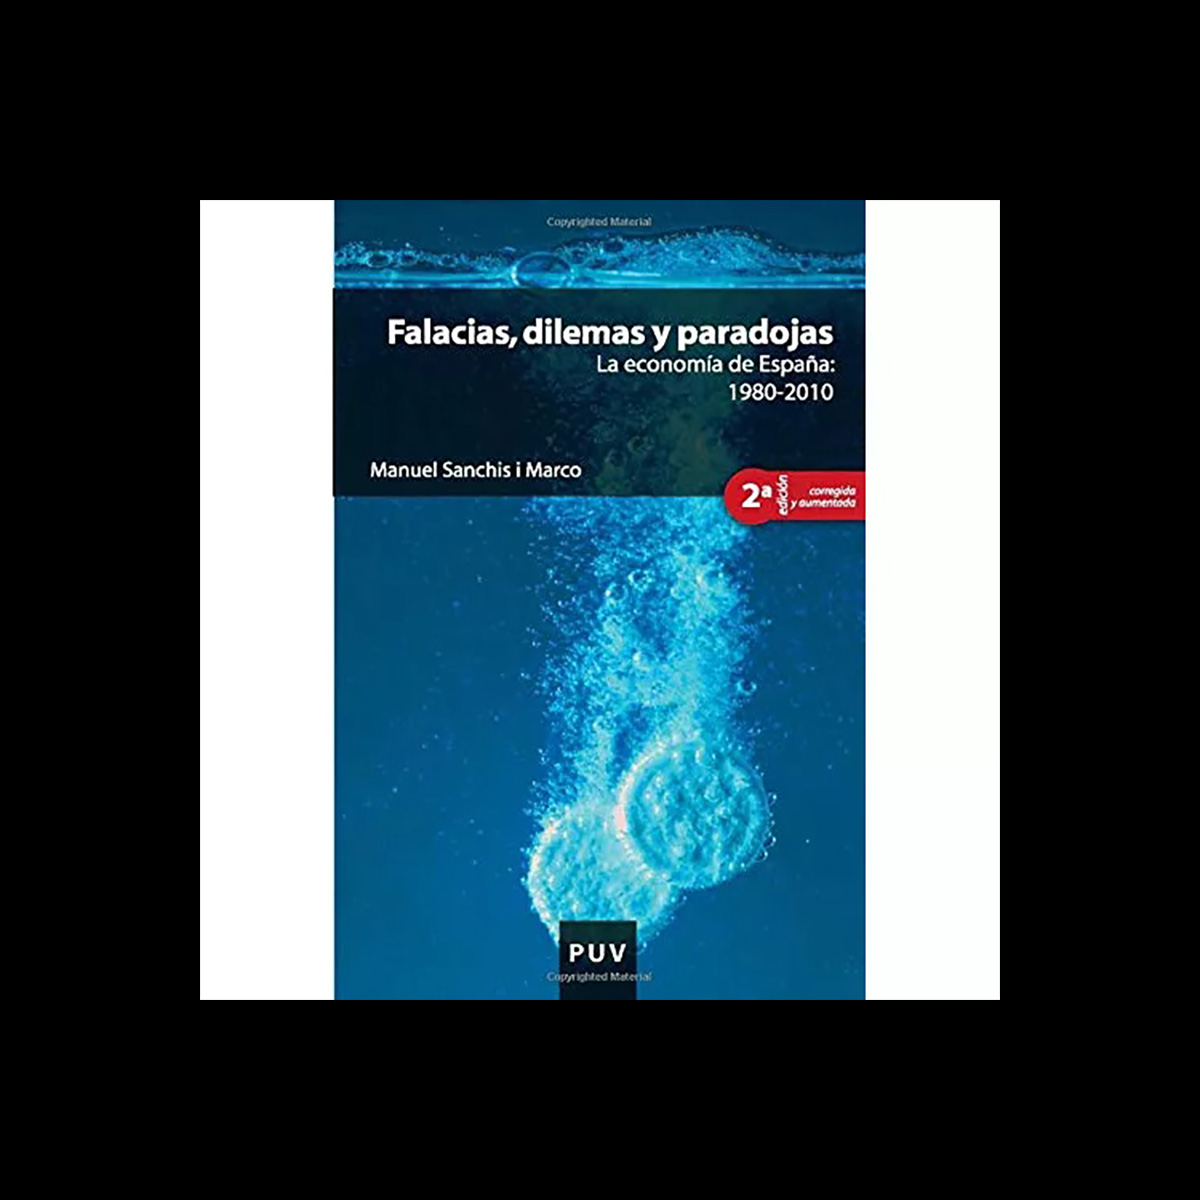 Copyrighted Material
Falacias, dilemas y paradojas
La economía de España:
1980-2010
Manuel Sanchis i Marco
2ª edición
corregida
y aumentada
PUV
Copyrighted Material